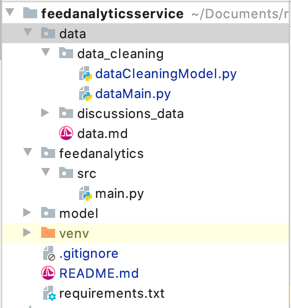 feedanalyticsservice ~/Documents/r
data
data_cleaning
dataCleaningModel.py
dataMain.py
discussions_data
data.md
feedanalytics
src
main.py
model
venv
.gitignore
README.md
requirements.txt